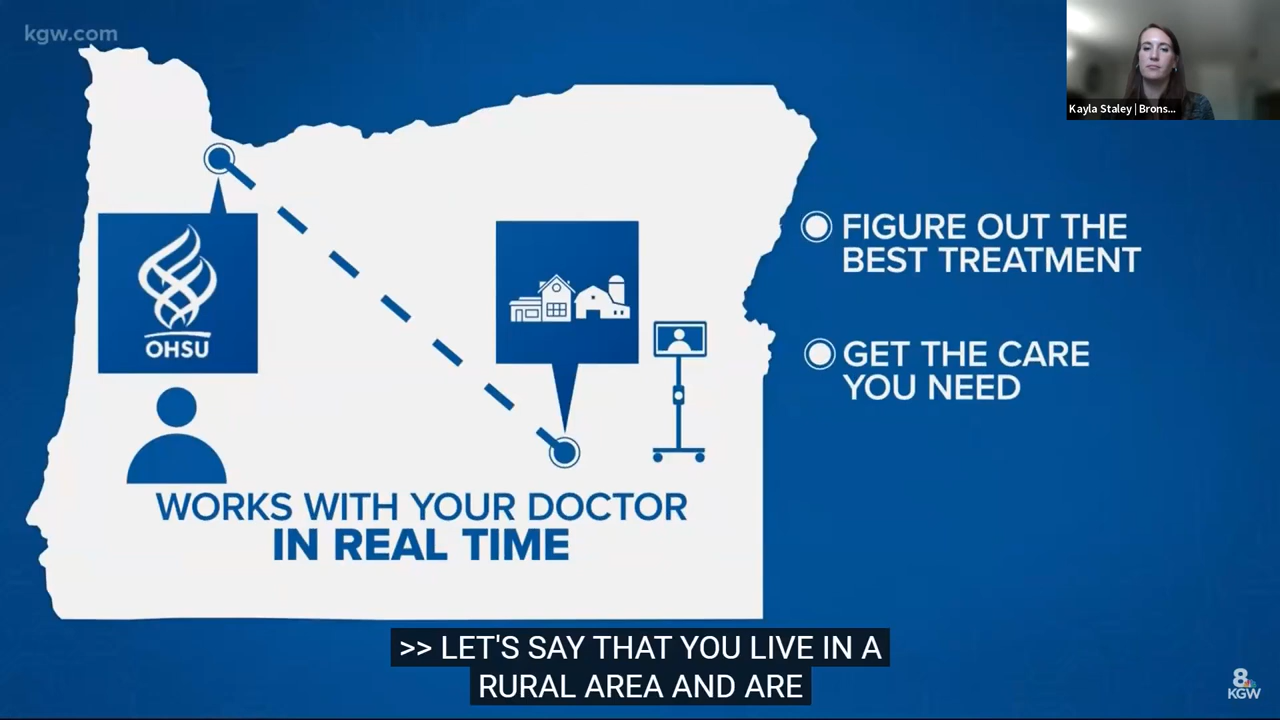 kgw.com
Kayla Staley | Brons...
FIGURE OUT THE
BEST TREATMENT
GET THE CARE
YOU NEED
OHSU
WORKS WITH YOUR DOCTOR
IN REAL TIME
>> LET'S SAY THAT YOU LIVE IN A
RURAL AREA AND ARE
8
KGW